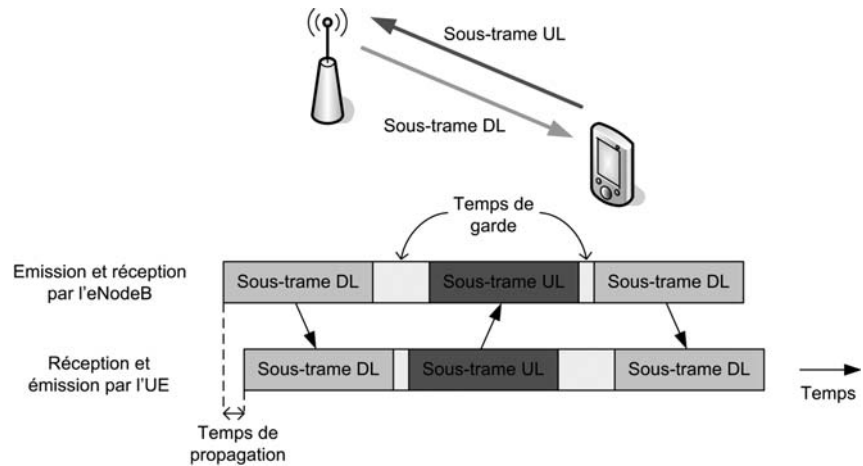 Sous-trame UL
Sous-trame DL
Temps de
garde
Emission et réception
par l'eNodeB
Sous-trame DL
Sous-trame UL
Sous-trame DL
Réception et
émission par l'UE
Sous-trame DL
Sous-trame UL
Sous-trame DL
Temps
Temps de
propagation